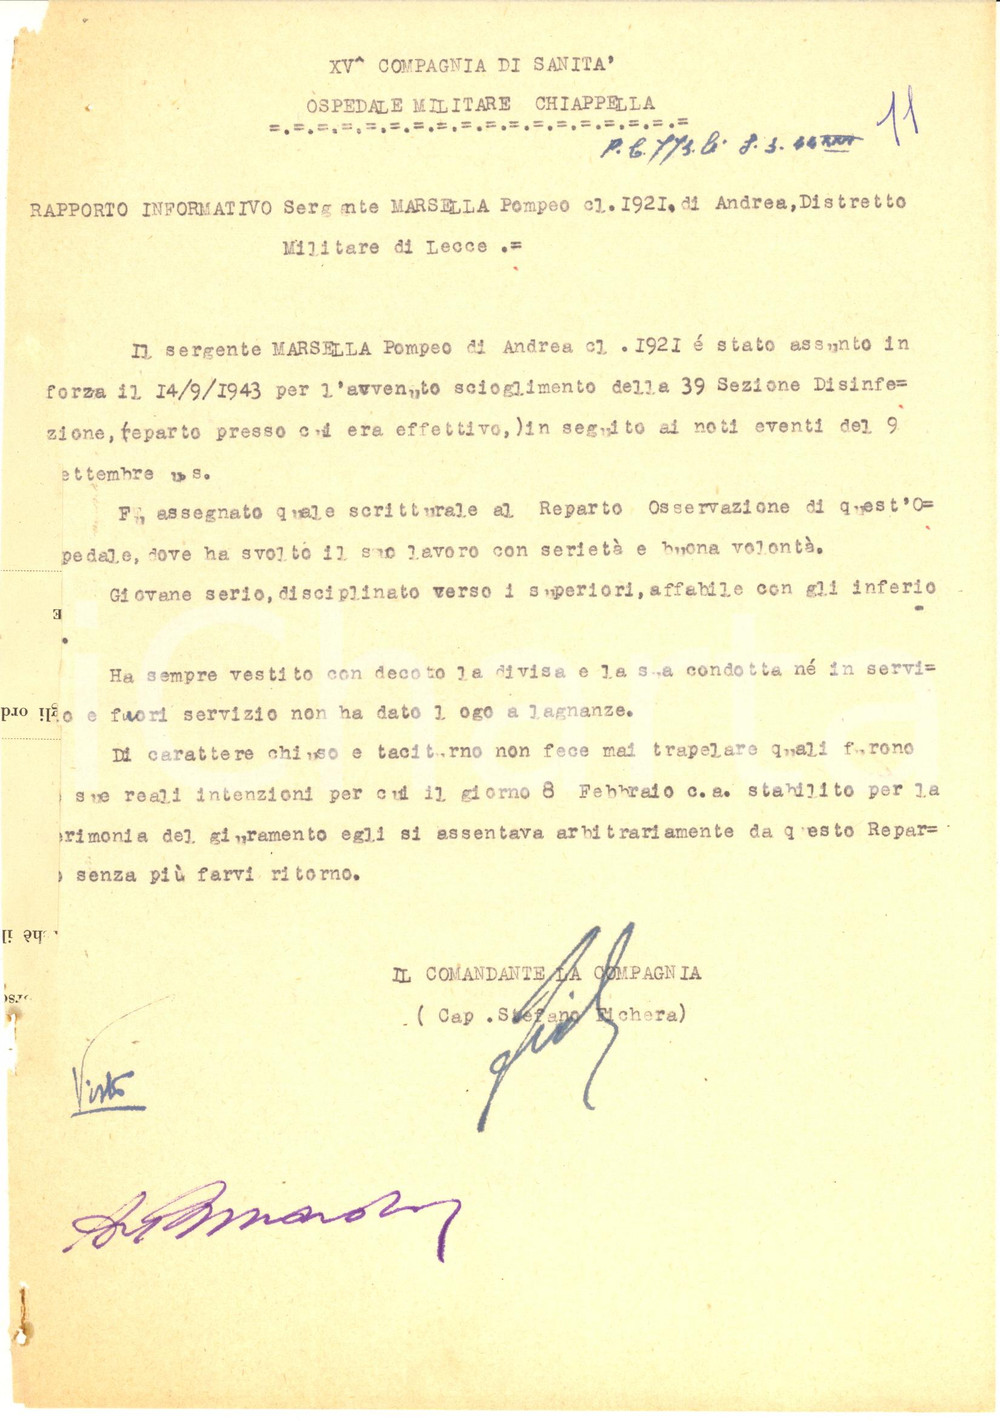 XV^ COMPAGNIA DI SANITA'
OSPEDALE MILITARE CHIAPPELLA
=.=.=.=.=.=.=.=.=.=.=.=.=.=.=.=.=.=
11
RAPPORTO INFORMATIVO Sergente MARSELLA Pompeo cl.1921.di Andrea,Distretto
Militare di Lecce .=
Il sergente MARSELLA Pompeo di Andrea cl .1921 é stato assunto in
forza il 14/9/1943 per l'avvenuto scioglimento della 39 Sezione Disinfe=
zione,(reparto presso cui era effettivo,)in seguito ai noti eventi del 9
ettembre u s.
Fu assegnato quale scritturale al Reparto Osservazione di quest'O=
pedale,dove ha svolto il suo lavoro con serietà e buona volontà.
Giovane serio,disciplinato verso i superiori,affabile con gli inferio
.
Ha sempre vestito con decoto la divisa e la sua condotta né in servi=
o e fuori servizio non ha dato l ogo a lagnanze.
Di carattere chiuso e taciturno non fece mai trapelare quali furono
sue reali intenzioni per cui il giorno 8 Febbraio c.a. stabilito per la
erimonia del giuramento egli si assentava arbitrariamente da questo Repar=
o senza più farvi ritorno.
IL COMANDANTE LA COMPAGNIA
( Cap .Stefano Fichera)
Visto